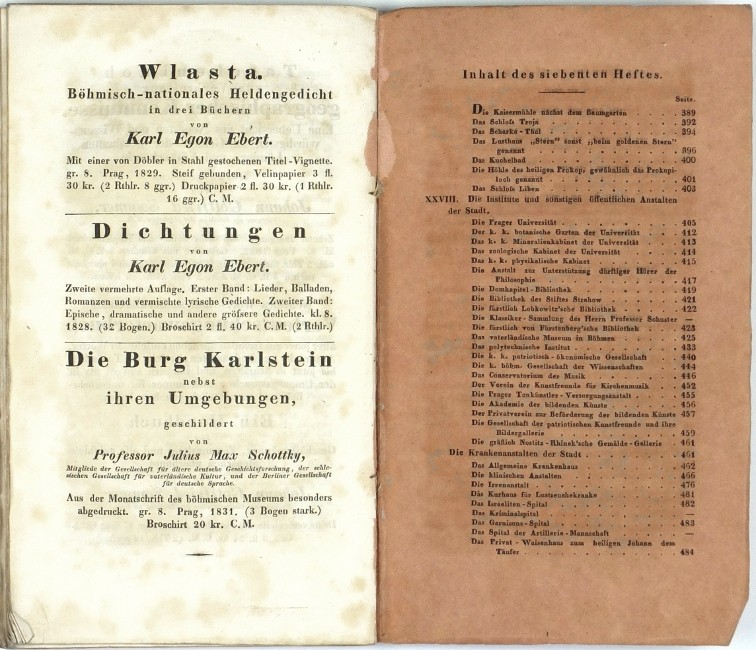 Wlasta.
Böhmisch-nationales Heldengedicht
in drei Büchern
von
Karl Egon Ebert.
Mit einer von Döbler in Stahl gestochenen Titel-Vignette.
gr. 8. Prag, 1829. Steif gebunden, Velinpapier 3 fl.
30 kr. (2 Rthlr. 8 ggr.) Druckpapier 2 fl. 30 kr. (1 Rthlr.
16 ggr.) C. M.
Dichtungen
von
Karl Egon Ebert.
Zweite vermehrte Auflage. Erster Band: Lieder, Balladen,
Romanzen und vermischte lyrische Gedichte. Zweiter Band:
Epische, dramatische und andere gröfsere Gedichte. kl. 8.
1828. (32 Bogen.) Broschirt 2 fl. 40 kr. C. M. (2 Rthlr.)
Die Burg Karlstein
nebst
ihren Umgebungen,
geschildert
von
Professor Julius Max Schottky,
Mitgliede der Gesellschaft für ältere deutsche Geschichtsforschung, der schle-
sischen Gesellschaft für vaterländische Kultur, und der Berliner Gesellschaft
für deutsche Sprache.
Aus der Monatschrift des böhmischen Museums besonders
abgedruckt. gr. 8. Prag, 1831. (3 Bogen stark.)
Broschirt 20 kr. C. M.
Inhalt des siebenten Heftes.
Seite.
Die Kaisermühle nächst dem Baumgarten . . . . 389
Das Schlofs Troja . . . . 392
Das Scharka-Thal . . . . 394
Das Lusthaus „Stern“ sonst „beim goldenen Stern“
genannt . . . . 396
Das Kuchelbad . . . . 400
Die Höhle des heiligen Prokop, gewöhnlich das Prokopi-
loch genannt . . . . 401
Das Schlofs Lieben . . . . 403
XXVIII. Die Institute und sonstigen öffentlichen Anstalten
der Stadt.
Die Prager Universität . . . . 405
Der k. k. botanische Garten der Universität . . . . 412
Das k. k. Mineralienkabinet der Universität . . . . 413
Das zoologische Kabinet der Universität . . . . 414
Das k. k. physikalische Kabinet . . . . 415
Die Anstalt zur Unterstützung dürftiger Hörer der
Philosophie . . . . 417
Die Domkapitel-Bibliothek . . . . 419
Die Bibliothek des Stiftes Strahow . . . . 421
Die fürstlich Lobkowitz'sche Bibliothek . . . . 422
Die Klassiker-Sammlung des Herrn Professor Schuster —
Die fürstlich von Fürstenberg'sche Bibliothek . . . . 423
Das vaterländische Museum in Böhmen . . . . 425
Das polytechnische Institut . . . . 433
Die k. k. patriotisch-ökonomische Gesellschaft . . . . 440
Die k. böhm. Gesellschaft der Wissenschaften . . . . 444
Das Conservatorium der Musik . . . . 446
Der Verein der Kunstfreunde für Kirchenmusik . . . . 452
Die Prager Tonkünstler-Versorgungsanstalt . . . . 455
Die Akademie der bildenden Künste . . . . 456
Der Privatverein zur Beförderung der bildenden Künste 457
Die Gesellschaft der patriotischen Kunstfreunde und ihre
Bildergallerie . . . . 459
Die gräflich Nostitz-Rhinek'sche Gemälde-Gallerie . . 461
Die Krankenanstalten der Stadt . . . . 461
Das Allgemeine Krankenhaus . . . . 462
Die klinischen Anstalten . . . . 466
Die Irrenanstalt . . . . 476
Das Kurhaus für Lustseuchekranke . . . . 481
Das Israeliten-Spital . . . . 482
Das Kriminalspital . . . . —
Das Garnisons-Spital . . . . 483
Das Spital der Artillerie-Mannschaft . . . . —
Das Privat-Waisenhaus zum heiligen Johann dem
Täufer . . . . 484